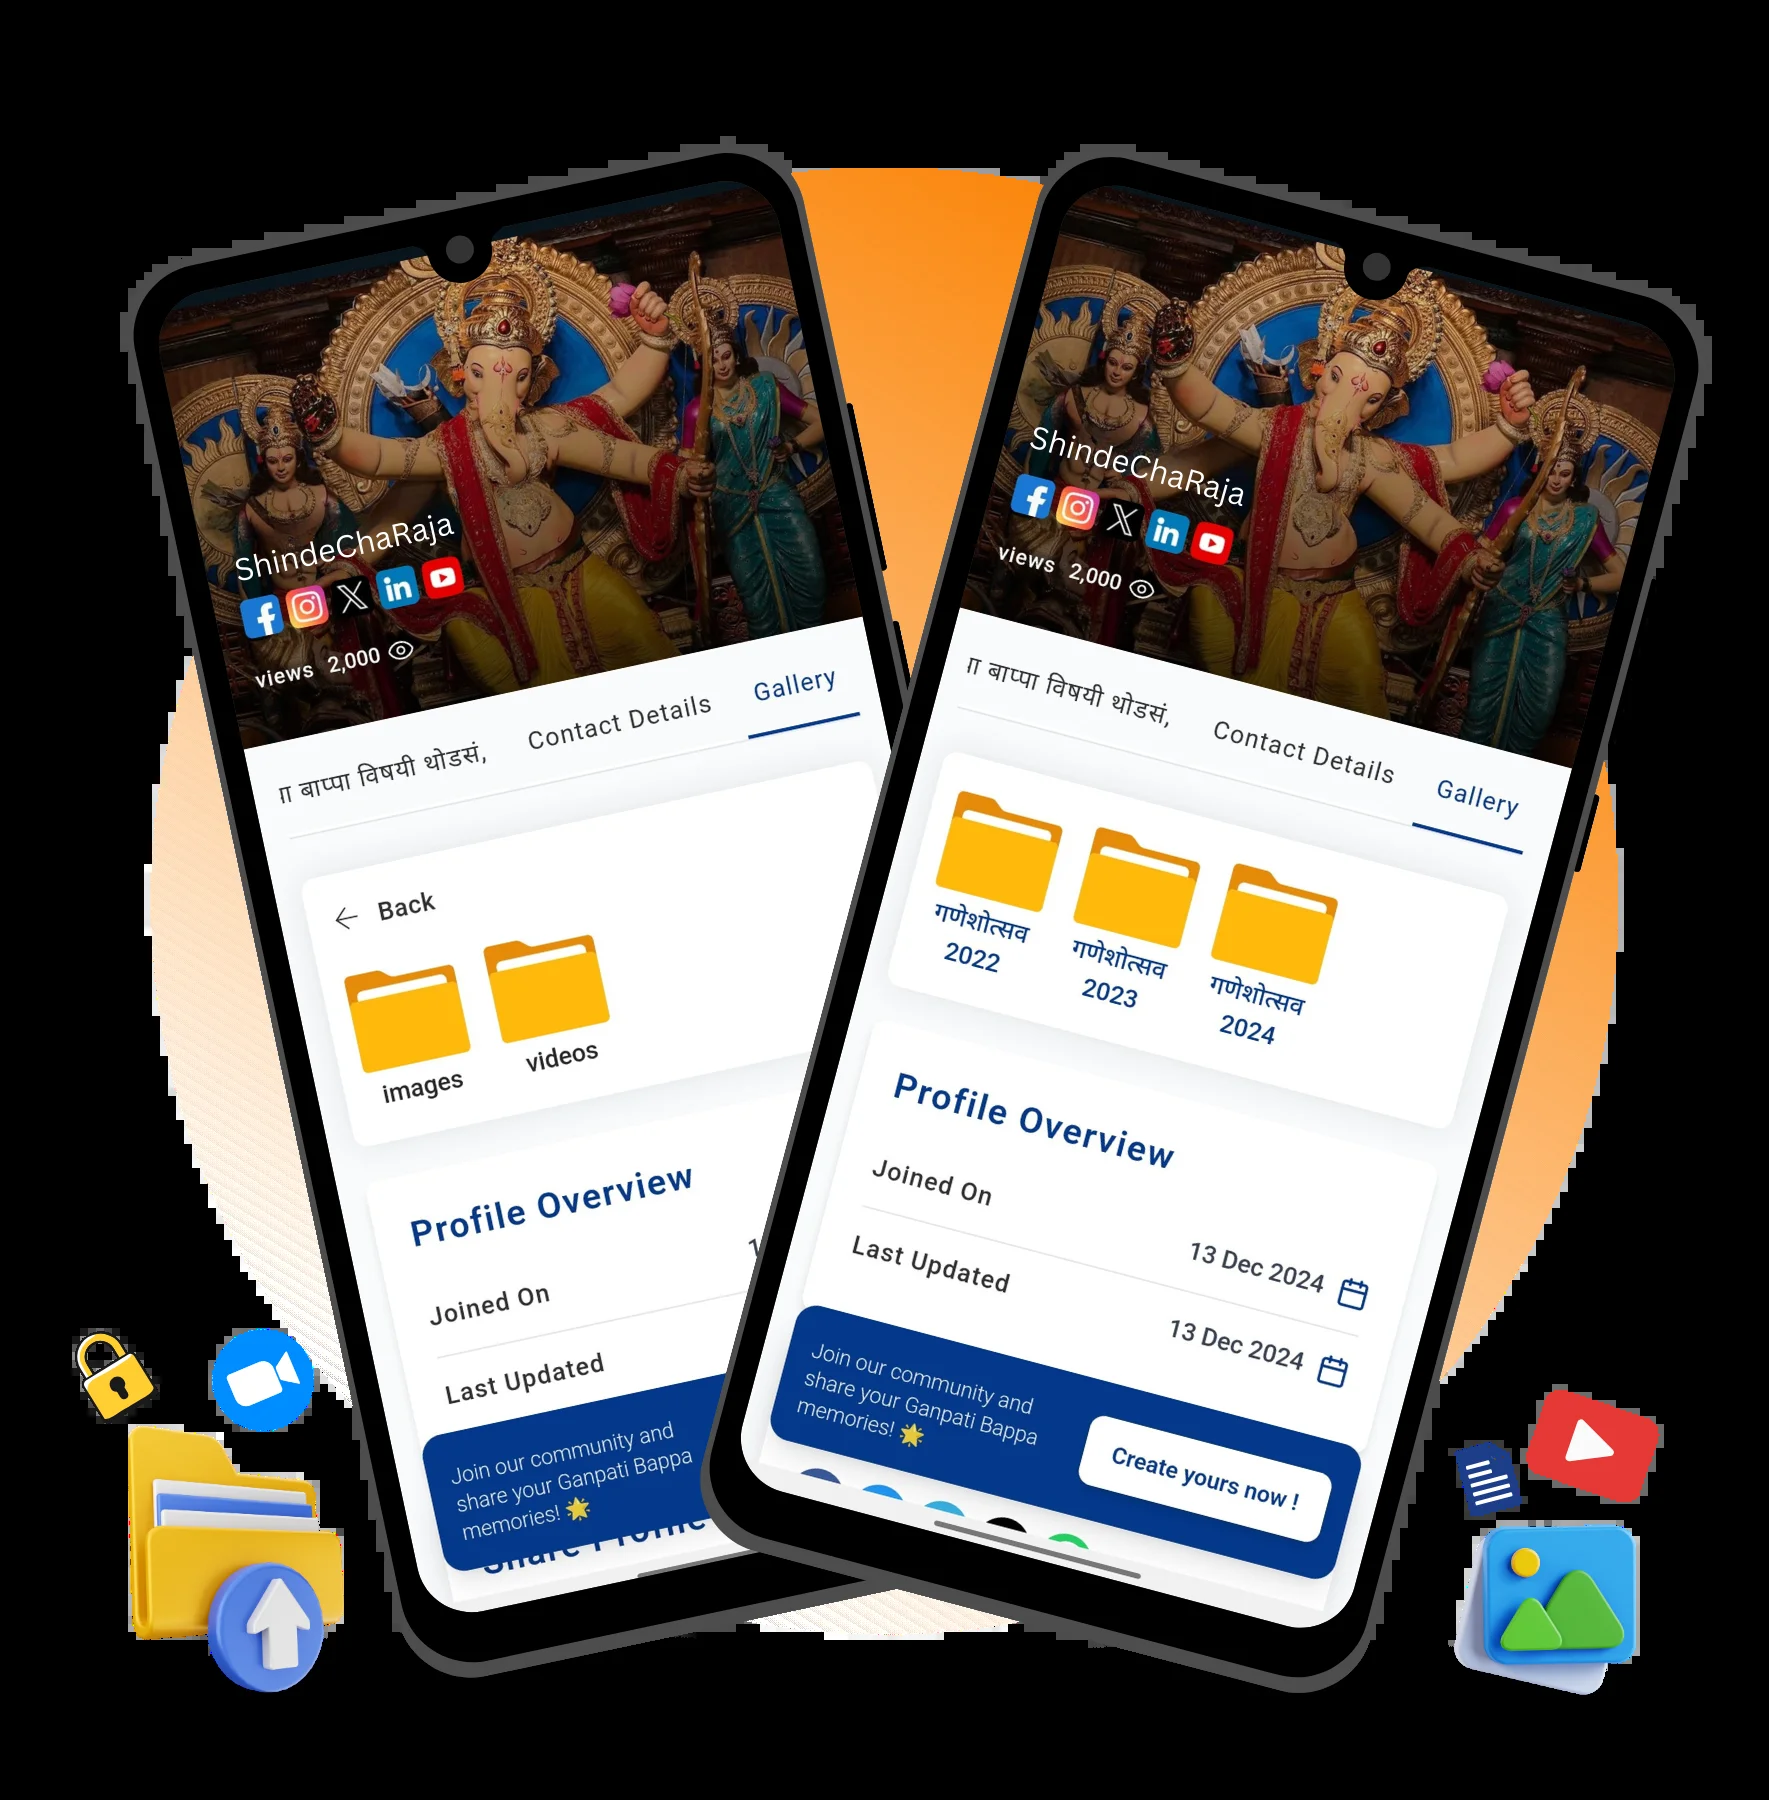 ShindeChaRaja
views 2,000
ा बाप्पा विषयी थोडसं,
Contact Details
Gallery
Back
images
videos
Profile Overview
Joined On
Last Updated
Join our community and
share your Ganpati Bappa
memories!
ShindeChaRaja
views 2,000
ा बाप्पा विषयी थोडसं,
Contact Details
Gallery
गणेशोत्सव
2022
गणेशोत्सव
2023
गणेशोत्सव
2024
Profile Overview
Joined On
13 Dec 2024
Last Updated
13 Dec 2024
Join our community and
share your Ganpati Bappa
memories!
Create yours now !